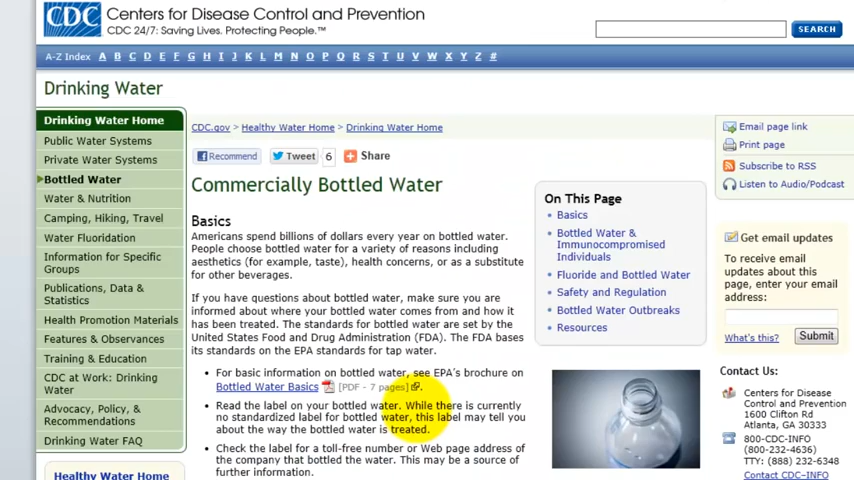 CDC
Centers for Disease Control and Prevention
CDC 24/7: Saving Lives. Protecting People.™
SEARCH
A-Z Index A B C D E F G H I J K L M N O P Q R S T U V W X Y Z #
Drinking Water
Drinking Water Home
Public Water Systems
Private Water Systems
Bottled Water
Water & Nutrition
Camping, Hiking, Travel
Water Fluoridation
Information for Specific
Groups
Publications, Data &
Statistics
Health Promotion Materials
Features & Observances
Training & Education
CDC at Work: Drinking
Water
Advocacy, Policy, &
Recommendations
Drinking Water FAQ
Healthy Water Home
CDC.gov > Healthy Water Home > Drinking Water Home
Recommend Tweet 6 Share
Commercially Bottled Water
Basics
Americans spend billions of dollars every year on bottled water.
People choose bottled water for a variety of reasons including
aesthetics (for example, taste), health concerns, or as a substitute
for other beverages.
If you have questions about bottled water, make sure you are
informed about where your bottled water comes from and how it
has been treated. The standards for bottled water are set by the
United States Food and Drug Administration (FDA). The FDA bases
its standards on the EPA standards for tap water.
• For basic information on bottled water, see EPA's brochure on
Bottled Water Basics [PDF - 7 pages].
• Read the label on your bottled water. While there is currently
no standardized label for bottled water, this label may tell you
about the way the bottled water is treated.
• Check the label for a toll-free number or Web page address of
the company that bottled the water. This may be a source of
further information.
On This Page
• Basics
• Bottled Water &
Immunocompromised
Individuals
• Fluoride and Bottled Water
• Safety and Regulation
• Bottled Water Outbreaks
• Resources
Email page link
Print page
Subscribe to RSS
Listen to Audio/Podcast
Get email updates
To receive email
updates about this
page, enter your email
address:
What's this? Submit
Contact Us:
Centers for Disease
Control and Prevention
1600 Clifton Rd
Atlanta, GA 30333
800-CDC-INFO
(800-232-4636)
TTY: (888) 232-6348
Contact CDC-INFO